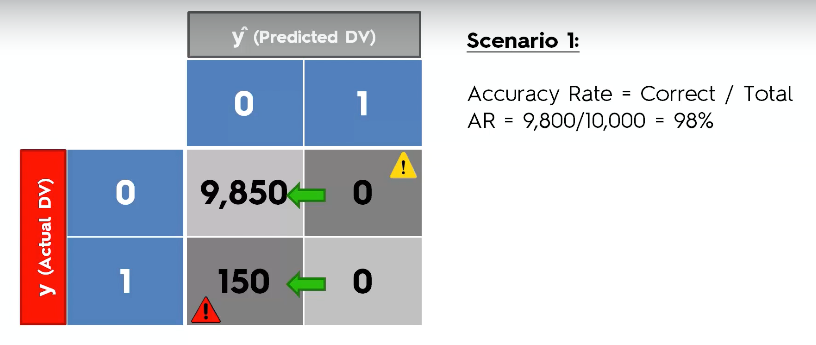 ŷ (Predicted DV)
Scenario 1:
0 1
Accuracy Rate = Correct / Total
AR = 9,800/10,000 = 98%
y (Actual DV)
0 9,850 0
1 150 0